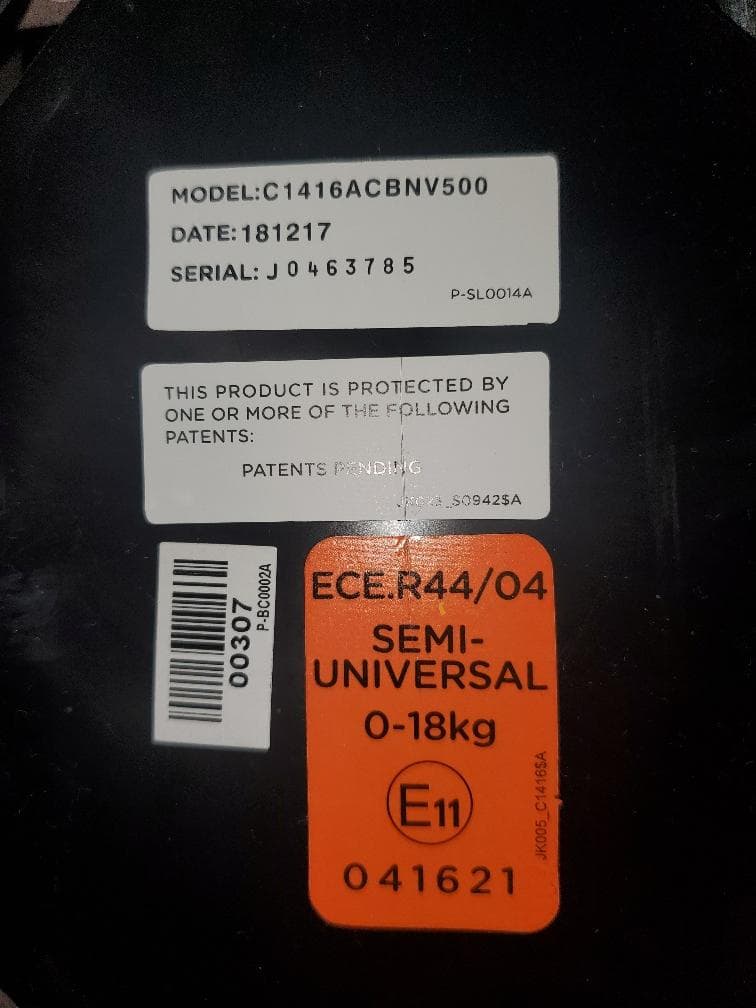 MODEL:C1416ACBNV500
DATE:181217
SERIAL: J0463785
P-SL0014A
THIS PRODUCT IS PROTECTED BY
ONE OR MORE OF THE FOLLOWING
PATENTS:
PATENTS PENDING
00307
P-BC0002A
ECE.R44/04
SEMI-
UNIVERSAL
0-18kg
E11
041621
JK005_C1416$A